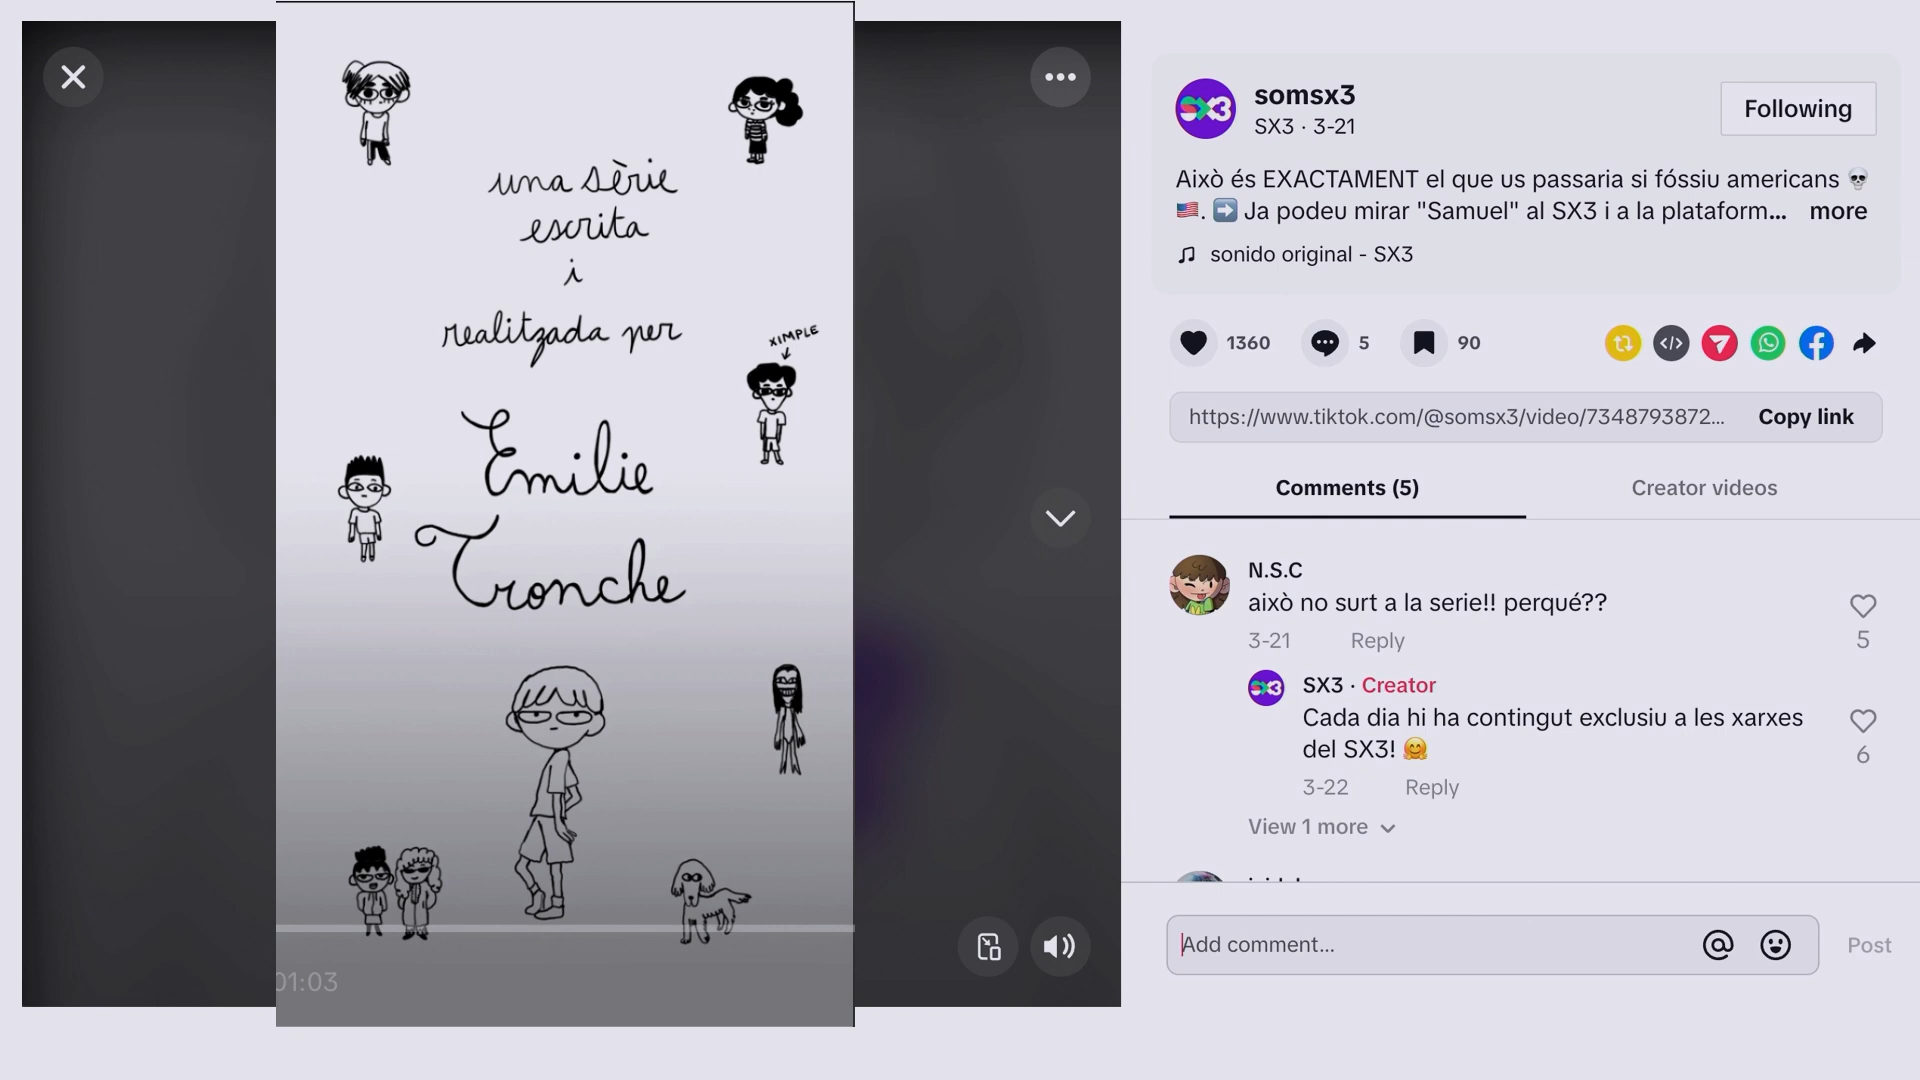 una sèrie
escrita
i
realitzada per
XIMPLE
Emilie
Tronche
01:03
SX3
somsx3
SX3 · 3-21
Following
Això és EXACTAMENT el que us passaria si fóssiu americans 💀
🇺🇸. ➡️ Ja podeu mirar "Samuel" al SX3 i a la plataform... more
sonido original - SX3
1360
5
90
https://www.tiktok.com/@somsx3/video/7348793872...
Copy link
Comments (5)
Creator videos
N.S.C
això no surt a la serie!! perqué??
5
3-21
Reply
SX3
SX3 · Creator
Cada dia hi ha contingut exclusiu a les xarxes
del SX3! 🤗
6
3-22
Reply
View 1 more
Add comment...
Post